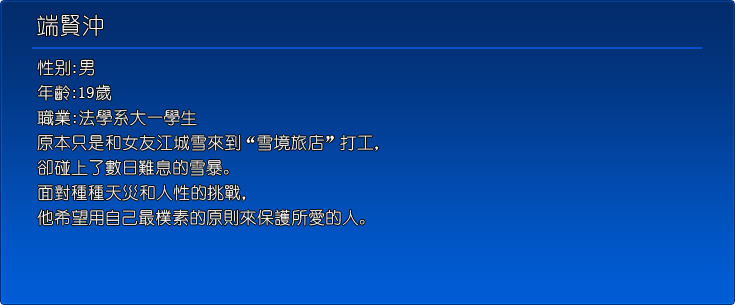 端賢沖
性別:男
年齡:19歲
職業:法學系大一學生
原本只是和女友江城雪來到“雪境旅店”打工,
卻碰上了數日難息的雪暴。
面對種種天災和人性的挑戰,
他希望用自己最樸素的原則來保護所愛的人。